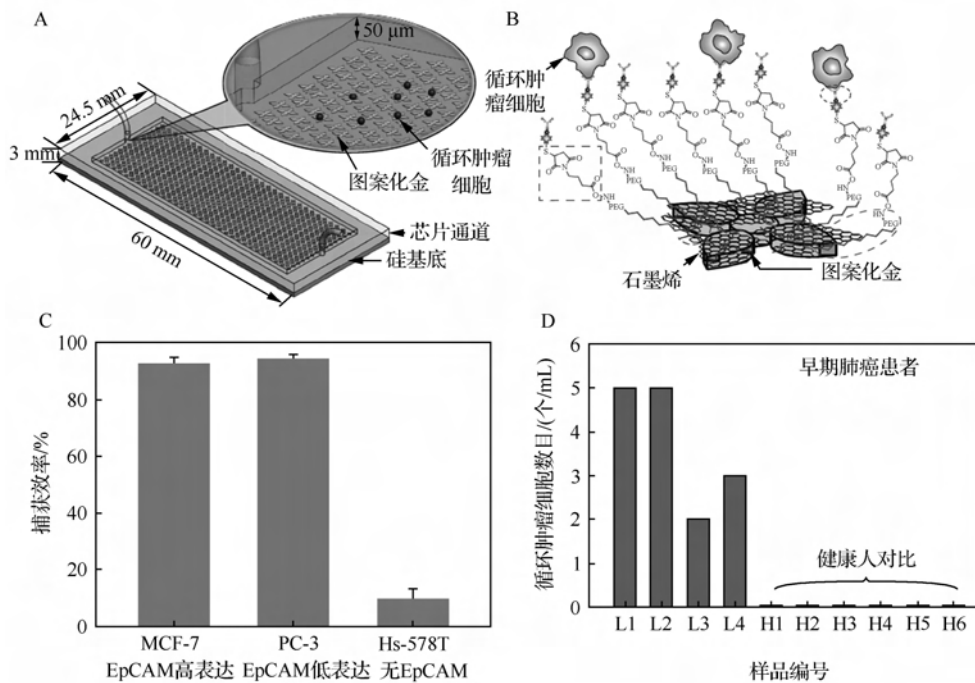 A
50 μm
24.5 mm
3 mm
60 mm
循环肿瘤
细胞
图案化金
芯片通道
硅基底
B
循环肿
瘤细胞
石墨烯
图案化金
S
N
O
O
O
O
NH
PEG
HN
PEG
C
捕获效率/%
100
80
60
40
20
0
MCF-7 PC-3 Hs-578T
EpCAM高表达 EpCAM低表达 无EpCAM
D
循环肿瘤细胞数目/(个/mL)
6
5
4
3
2
1
0
早期肺癌患者
健康人对比
L1 L2 L3 L4 H1 H2 H3 H4 H5 H6
样品编号